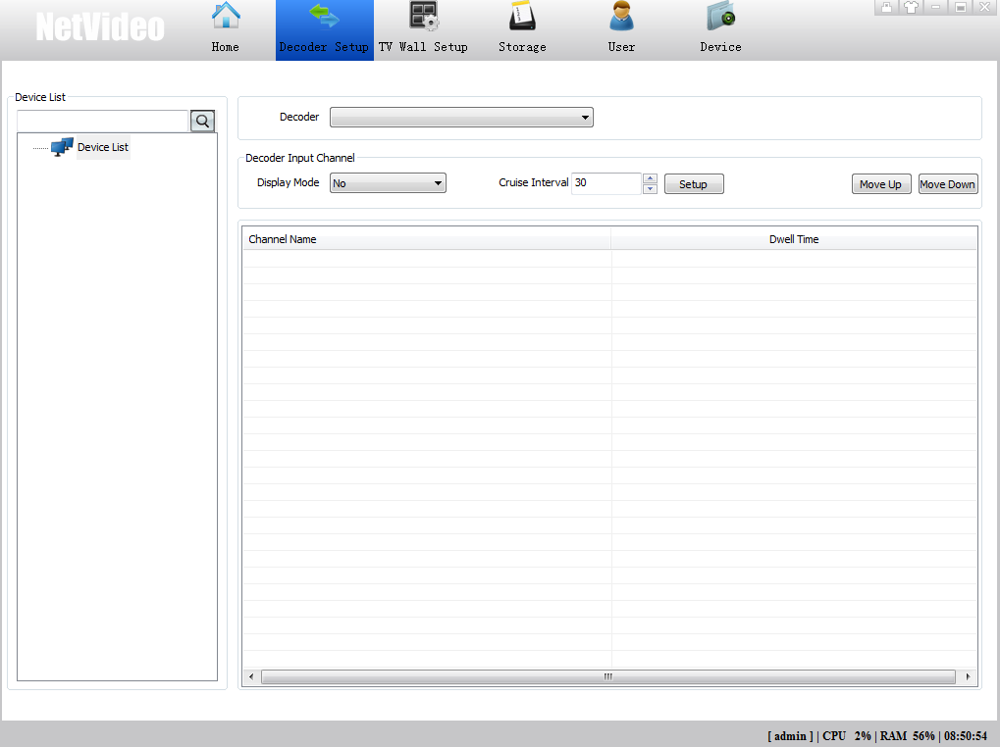 NetVideo
Home
Decoder Setup
TV Wall Setup
Storage
User
Device
Device List
Device List
Decoder
Decoder Input Channel
Display Mode No Cruise Interval 30 Setup Move Up Move Down
Channel Name Dwell Time
[ admin ] | CPU 2% | RAM 56% | 08:50:54